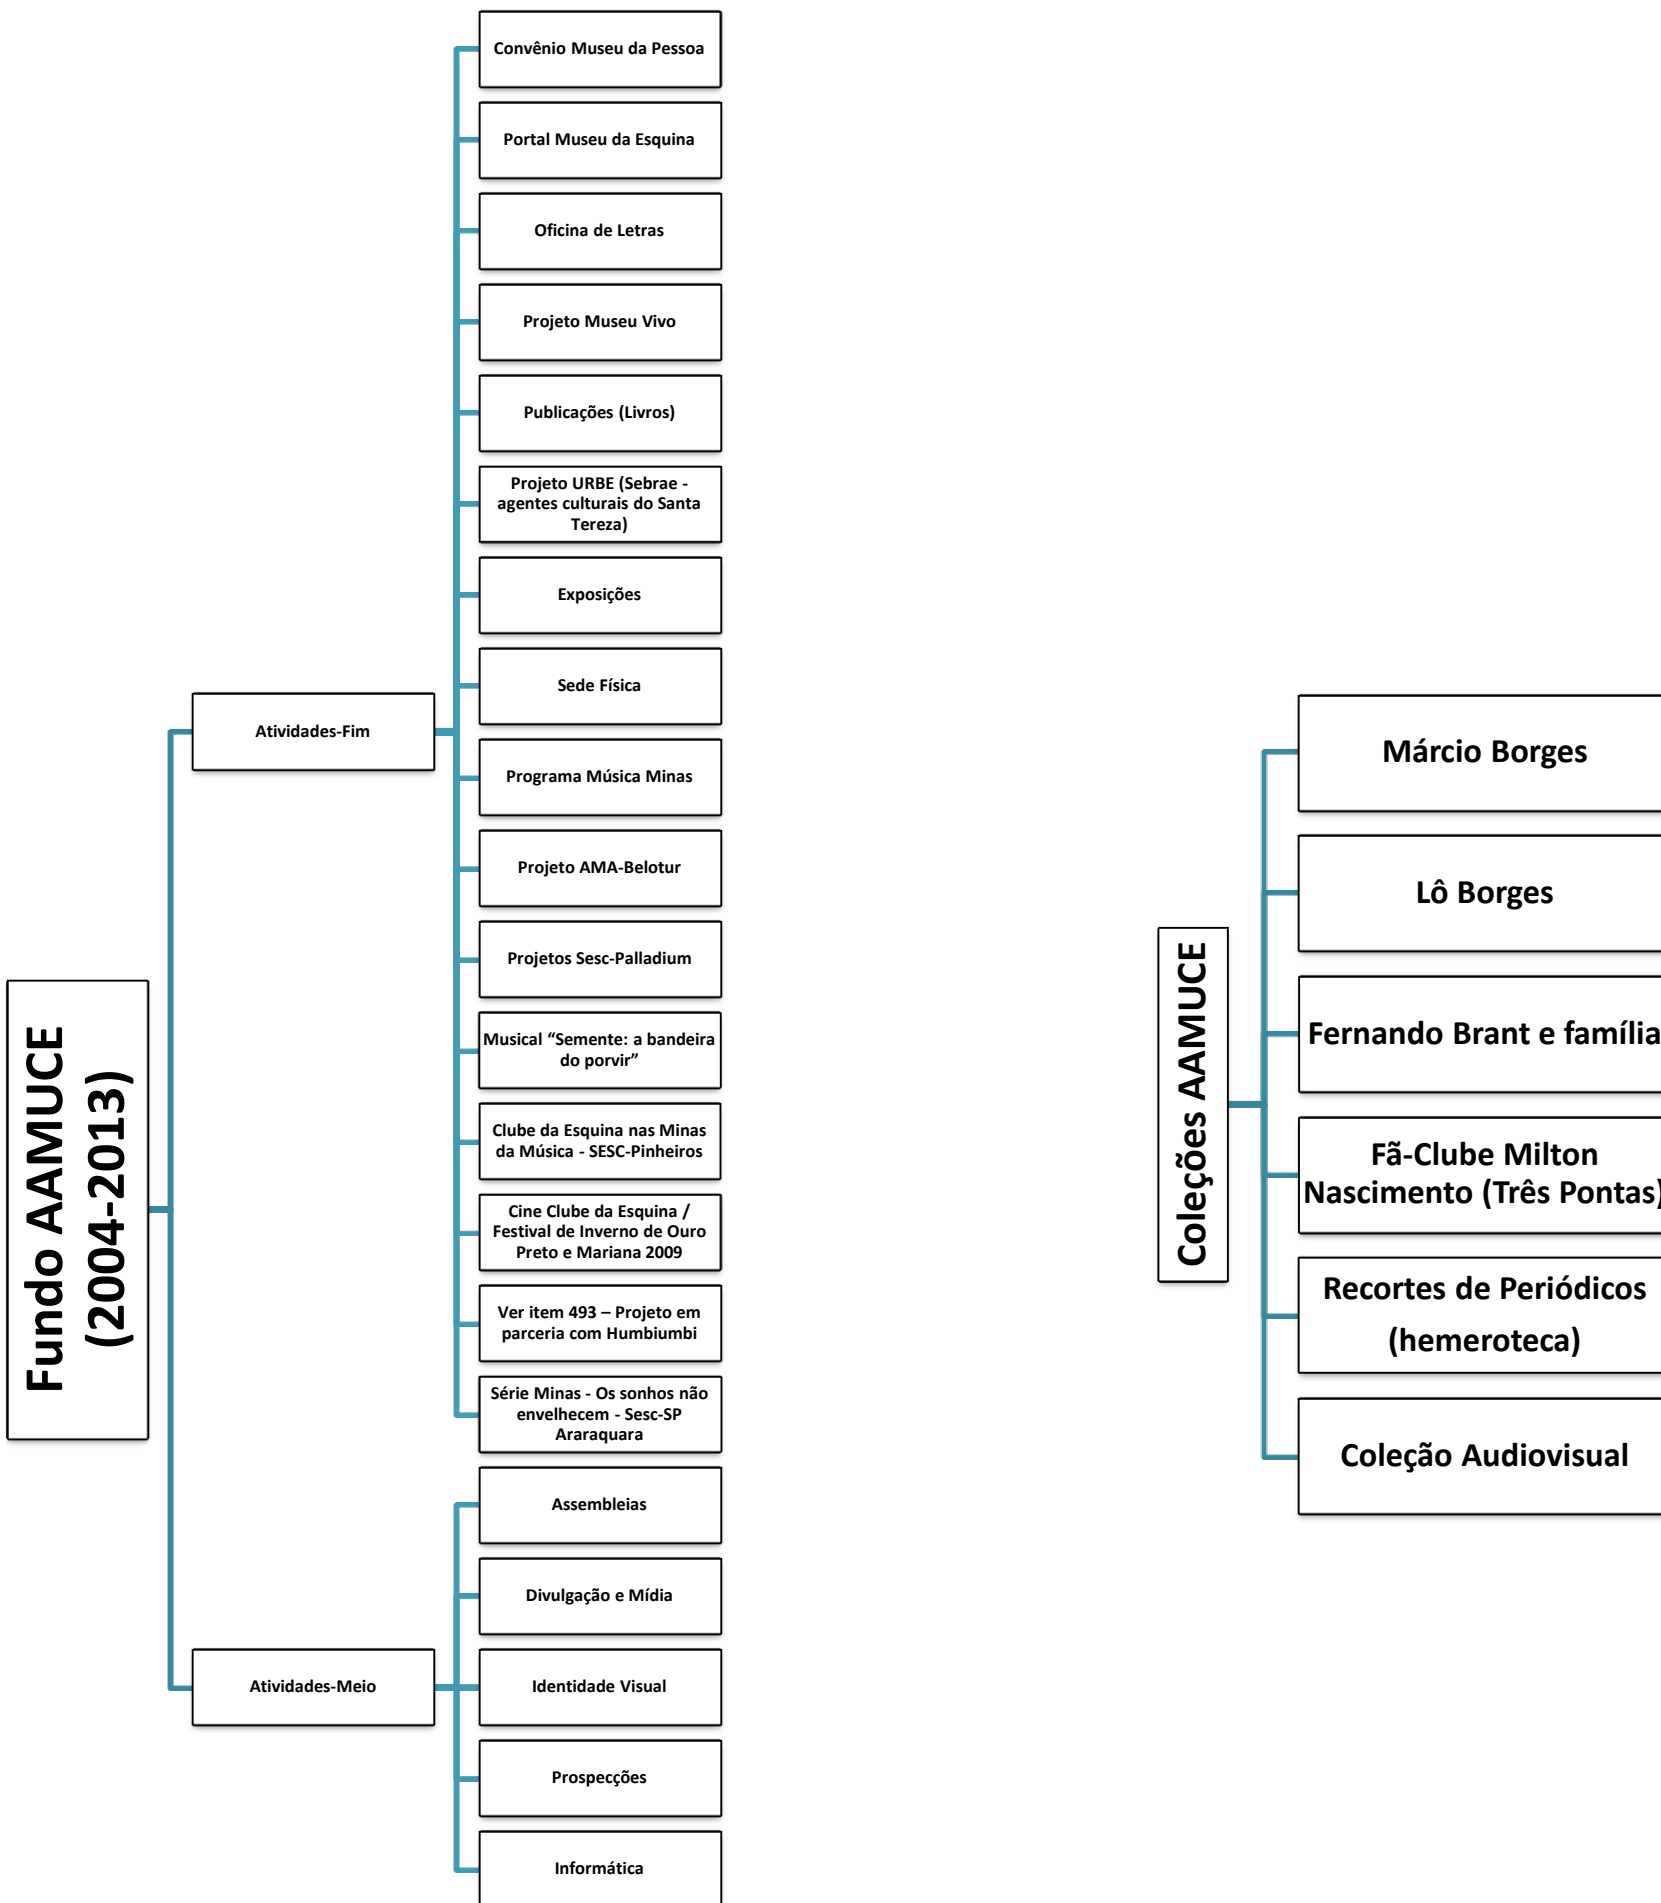 Fundo AAMUCE
(2004-2013)
Atividades-Fim
Convênio Museu da Pessoa
Portal Museu da Esquina
Oficina de Letras
Projeto Museu Vivo
Publicações (Livros)
Projeto URBE (Sebrae -
agentes culturais do Santa
Tereza)
Exposições
Sede Física
Programa Música Minas
Projeto AMA-Belotur
Projetos Sesc-Palladium
Musical “Semente: a bandeira
do porvir”
Clube da Esquina nas Minas
da Música - SESC-Pinheiros
Cine Clube da Esquina /
Festival de Inverno de Ouro
Preto e Mariana 2009
Ver item 493 – Projeto em
parceria com Humbiumbi
Série Minas - Os sonhos não
envelhecem - Sesc-SP
Araraquara
Atividades-Meio
Assembleias
Divulgação e Mídia
Identidade Visual
Prospecções
Informática
Coleções AAMUCE
Márcio Borges
Lô Borges
Fernando Brant e família
Fã-Clube Milton
Nascimento (Três Pontas)
Recortes de Periódicos
(hemeroteca)
Coleção Audiovisual